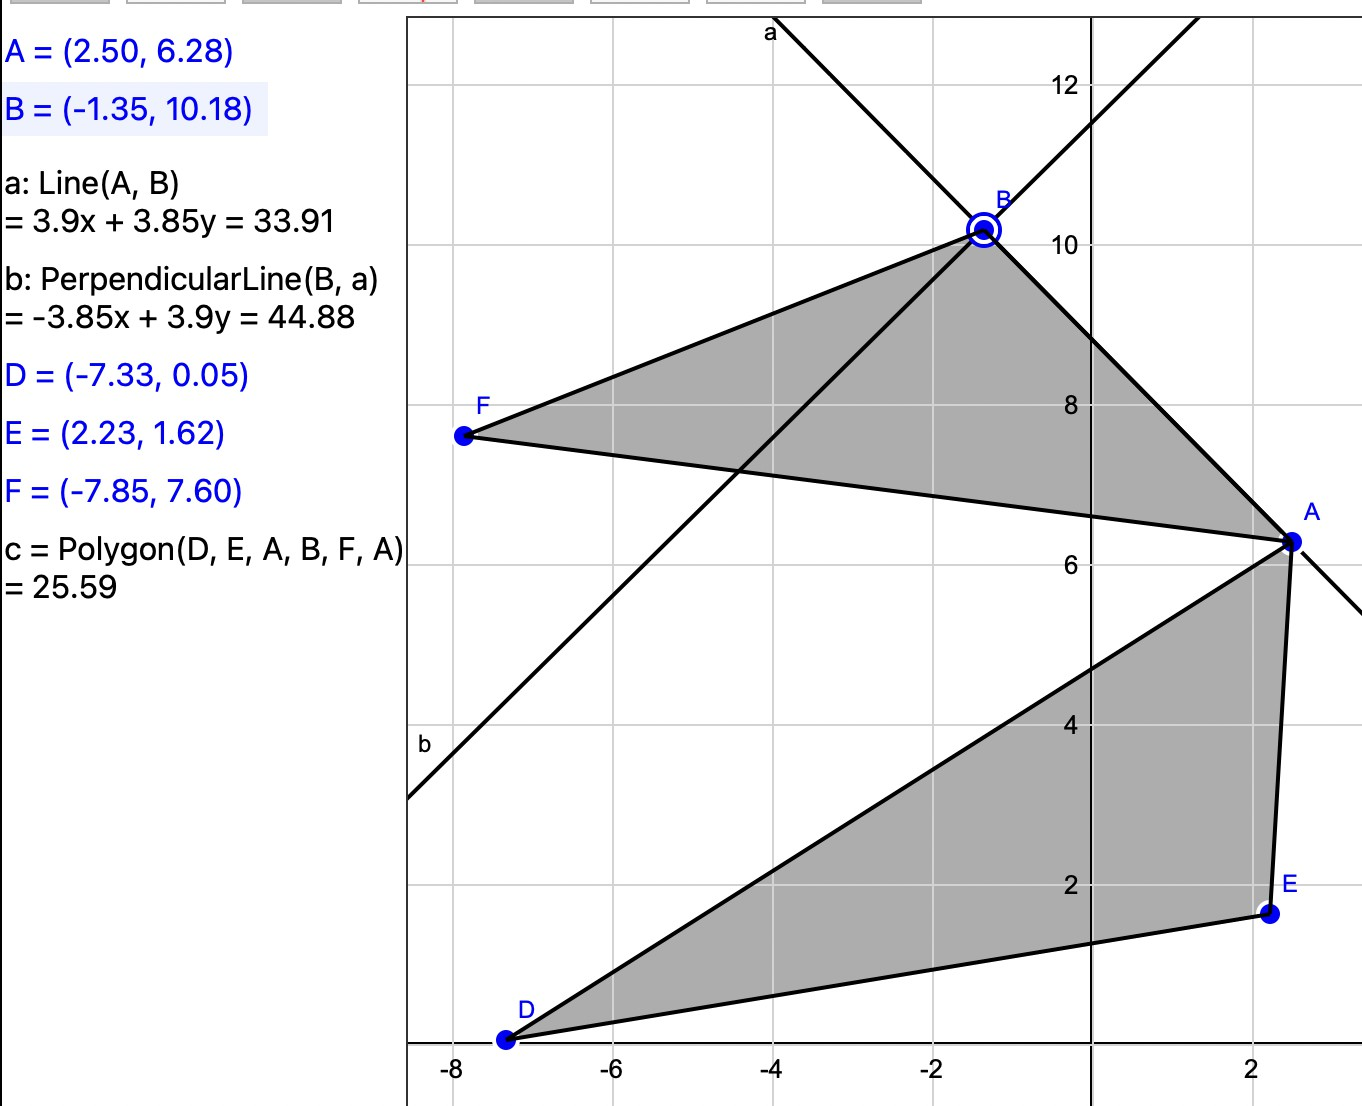 A = (2.50, 6.28)
B = (-1.35, 10.18)
a: Line(A, B)
= 3.9x + 3.85y = 33.91
b: PerpendicularLine(B, a)
= -3.85x + 3.9y = 44.88
D = (-7.33, 0.05)
E = (2.23, 1.62)
F = (-7.85, 7.60)
c = Polygon(D, E, A, B, F, A)
= 25.59
a
12
B
10
F
8
A
6
b
4
2
E
D
-8 -6 -4 -2 2